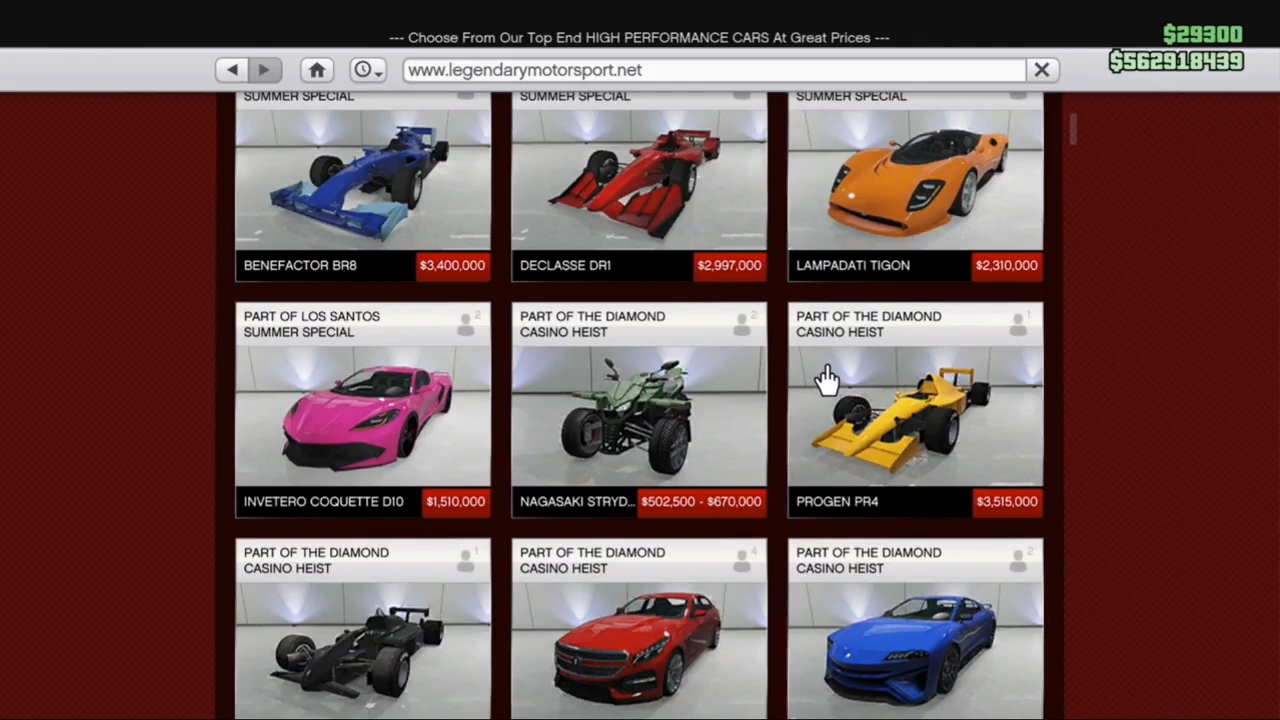 --- Choose From Our Top End HIGH PERFORMANCE CARS At Great Prices ---
$29300
$562918439
www.legendarymotorsport.net
SUMMER SPECIAL
SUMMER SPECIAL
SUMMER SPECIAL
BENEFACTOR BR8 $3,400,000
DECLASSE DR1 $2,997,000
LAMPADATI TIGON $2,310,000
PART OF LOS SANTOS
SUMMER SPECIAL
2
PART OF THE DIAMOND
CASINO HEIST
2
PART OF THE DIAMOND
CASINO HEIST
1
INVETERO COQUETTE D10 $1,510,000
NAGASAKI STRYD... $502,500 - $670,000
PROGEN PR4 $3,515,000
PART OF THE DIAMOND
CASINO HEIST
1
PART OF THE DIAMOND
CASINO HEIST
4
PART OF THE DIAMOND
CASINO HEIST
2